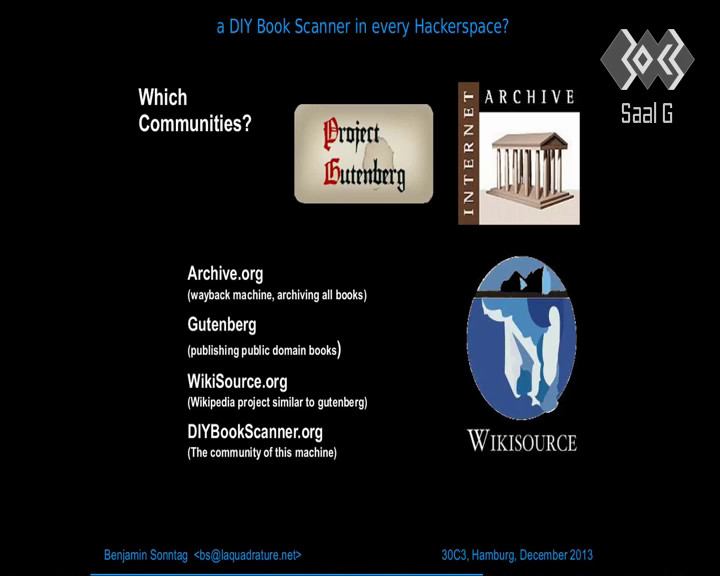 a DIY Book Scanner in every Hackerspace?
Saal G
Which
Communities?
Project
Gutenberg
INTERNET
ARCHIVE
Archive.org
(wayback machine, archiving all books)
Gutenberg
(publishing public domain books)
WikiSource.org
(Wikipedia project similar to gutenberg)
DIYBookScanner.org
(The community of this machine)
WIKISOURCE
Benjamin Sonntag <bs@laquadrature.net>
30C3, Hamburg, December 2013